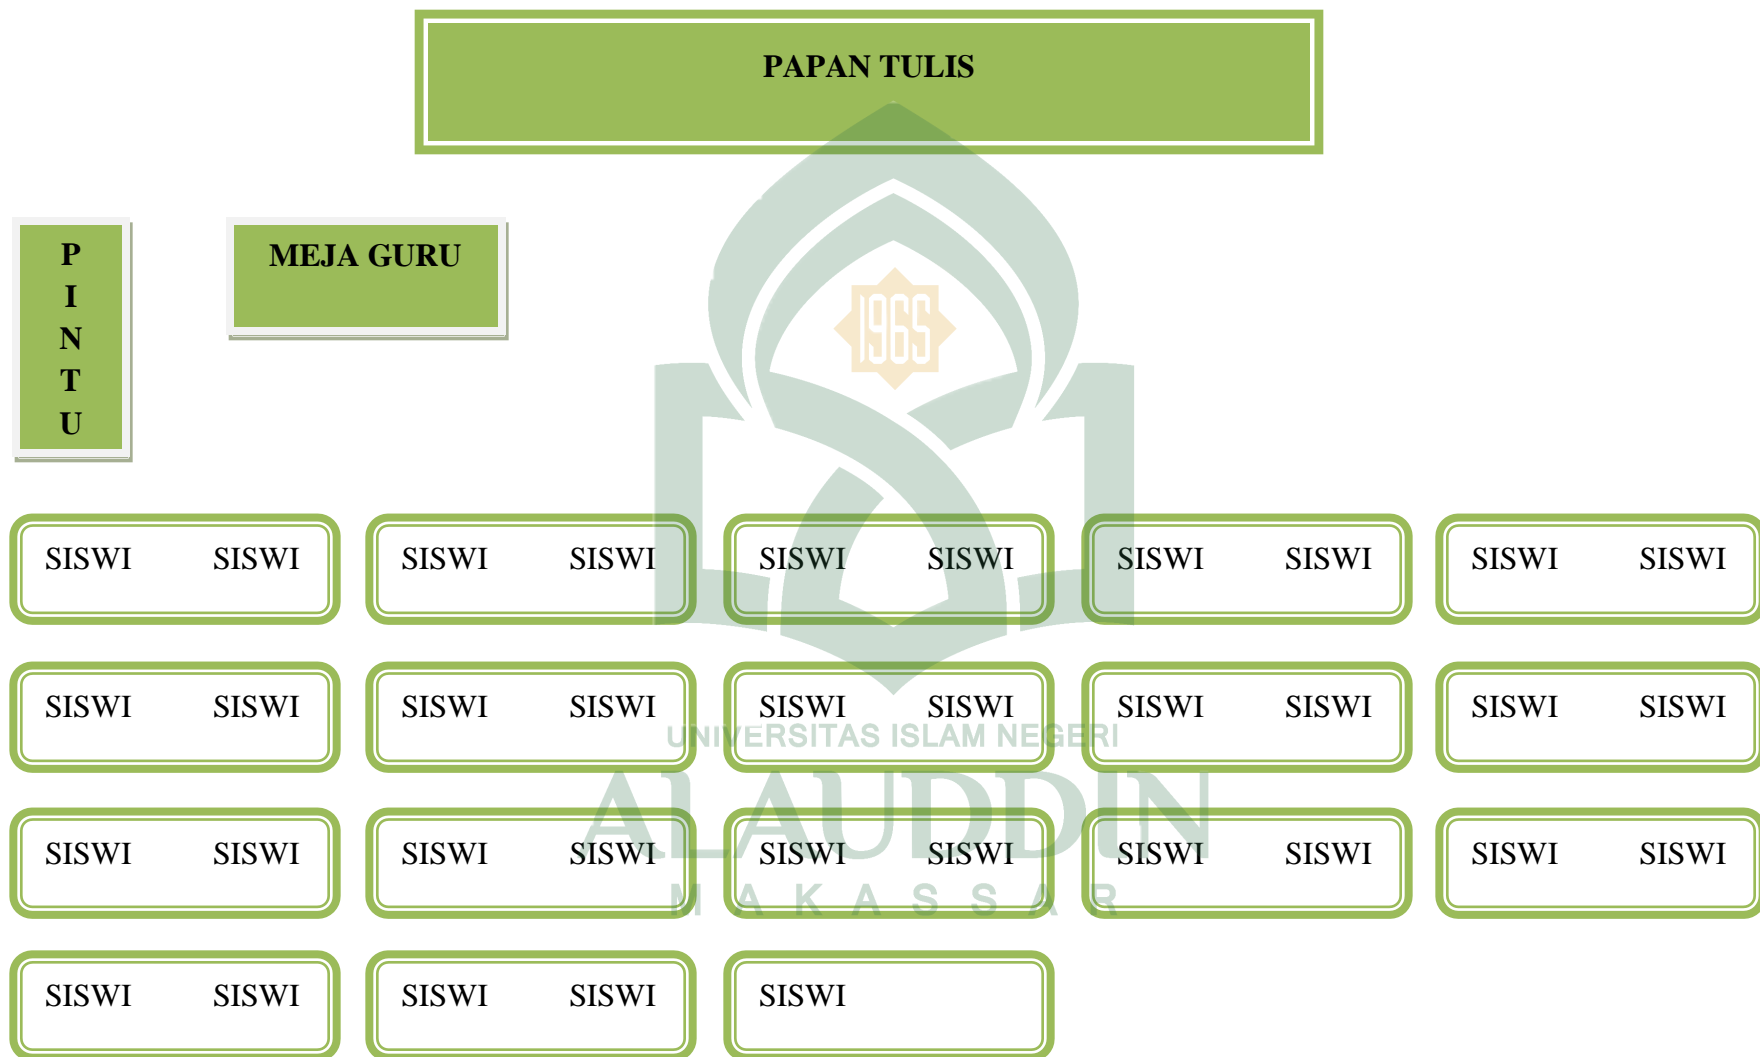 PAPAN TULIS
P
I
N
T
U
MEJA GURU
1965
SISWI SISWI SISWI SISWI SISWI SISWI SISWI SISWI SISWI SISWI
SISWI SISWI SISWI SISWI SISWI SISWI SISWI SISWI SISWI SISWI
UNIVERSITAS ISLAM NEGERI
ALAUDDIN
SISWI SISWI SISWI SISWI SISWI SISWI SISWI SISWI SISWI SISWI
MAKASSAR
SISWI SISWI SISWI SISWI SISWI